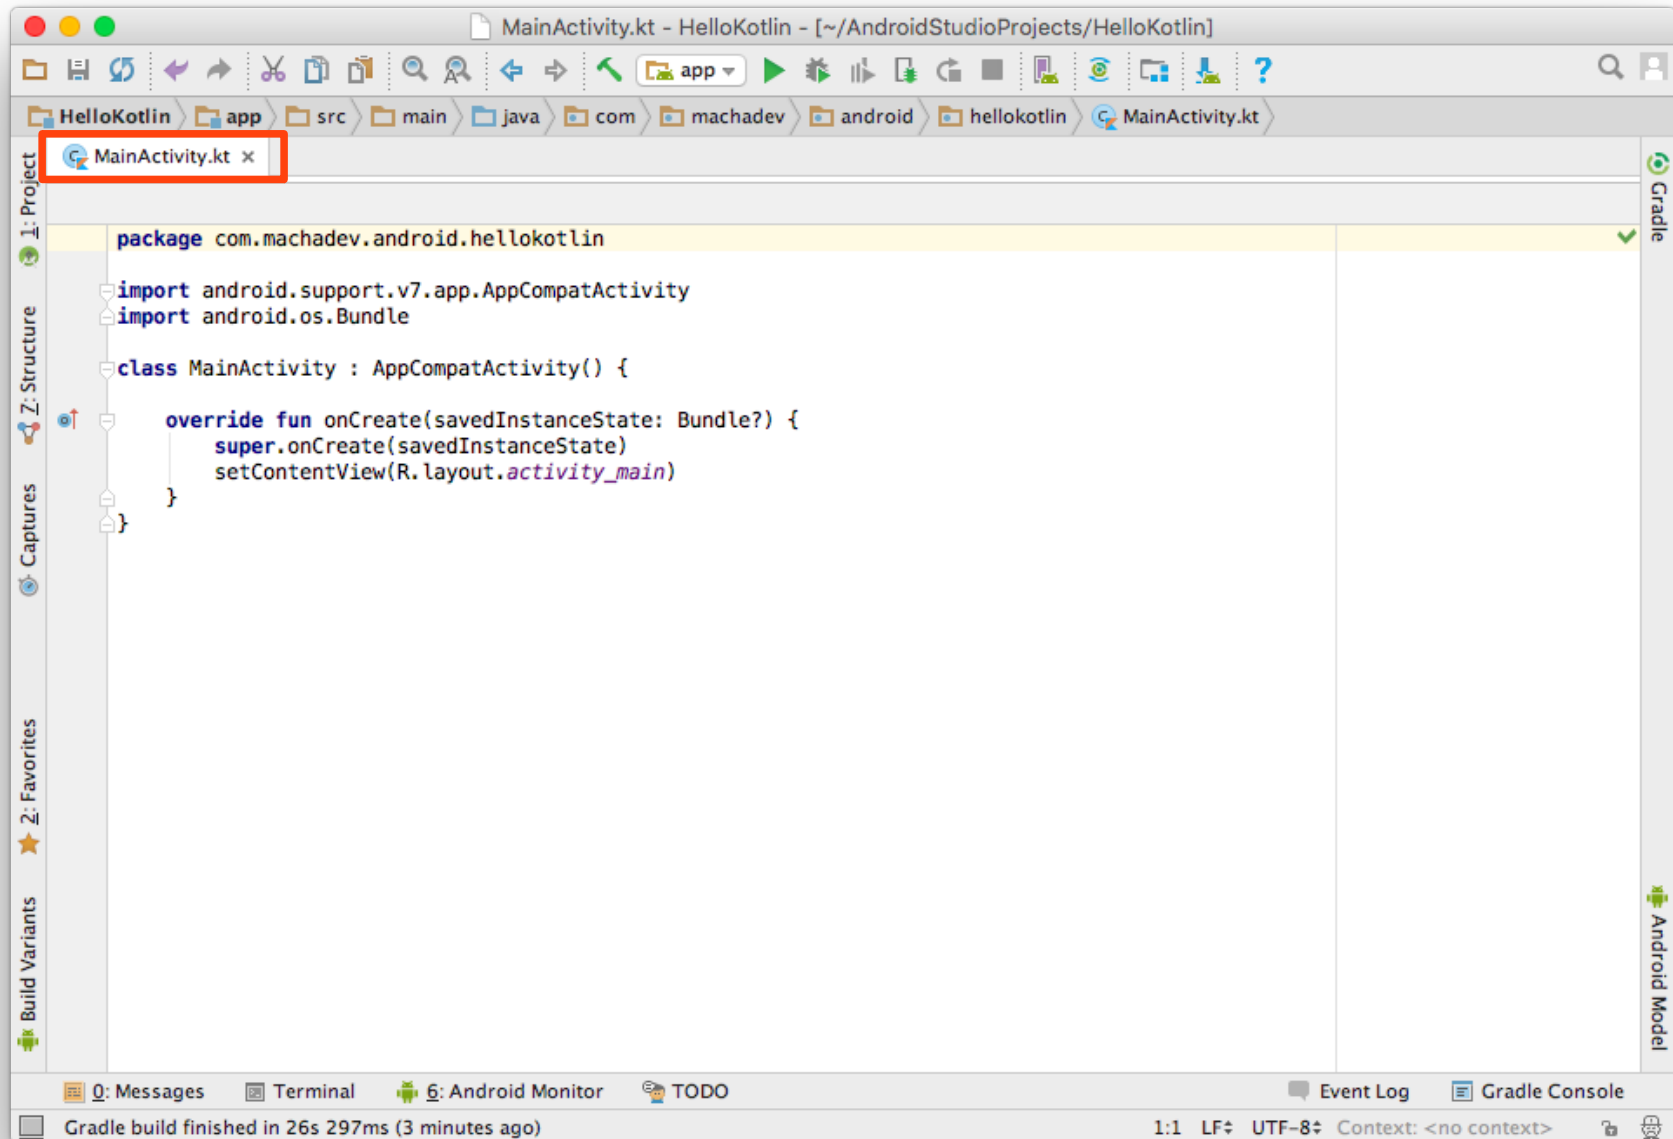 MainActivity.kt - HelloKotlin - [~/AndroidStudioProjects/HelloKotlin]
app
?
HelloKotlin app src main java com machadev android hellokotlin MainActivity.kt
MainActivity.kt ×
1: Project
Z: Structure
Captures
2: Favorites
Build Variants
package com.machadev.android.hellokotlin
import android.support.v7.app.AppCompatActivity
import android.os.Bundle
class MainActivity : AppCompatActivity() {
override fun onCreate(savedInstanceState: Bundle?) {
super.onCreate(savedInstanceState)
setContentView(R.layout.activity_main)
}
}
Gradle
Android Model
0: Messages Terminal 6: Android Monitor TODO Event Log Gradle Console
Gradle build finished in 26s 297ms (3 minutes ago) 1:1 LF UTF-8 Context: <no context>